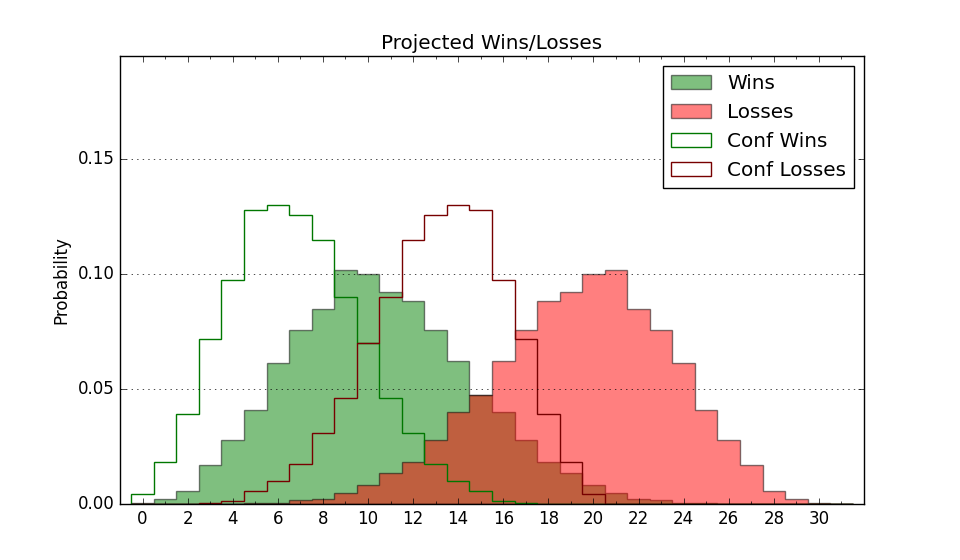 Projected Wins/Losses
Wins
Losses
Conf Wins
Conf Losses
Probability
0.15
0.10
0.05
0.00
0 2 4 6 8 10 12 14 16 18 20 22 24 26 28 30